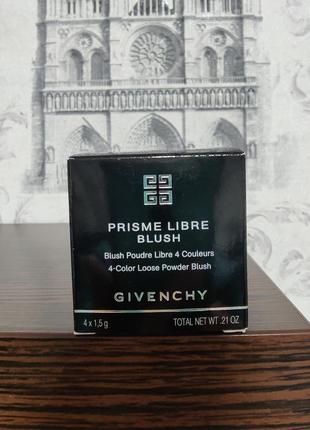 PRISME LIBRE
BLUSH
Blush Poudre Libre 4 Couleurs
4-Color Loose Powder Blush
GIVENCHY
4 x 1,5 g TOTAL NET WT .21 OZ